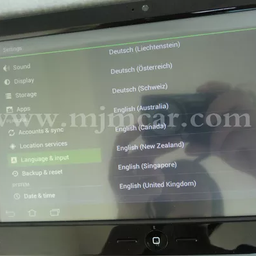 Settings
Sound
Display
Storage
Apps
Accounts & sync
Location services
Language & input
Backup & reset
SYSTEM
Date & time
Deutsch (Liechtenstein)
Deutsch (Österreich)
Deutsch (Schweiz)
English (Australia)
English (Canada)
English (New Zealand)
English (Singapore)
English (United Kingdom)
www.mjmcar.com